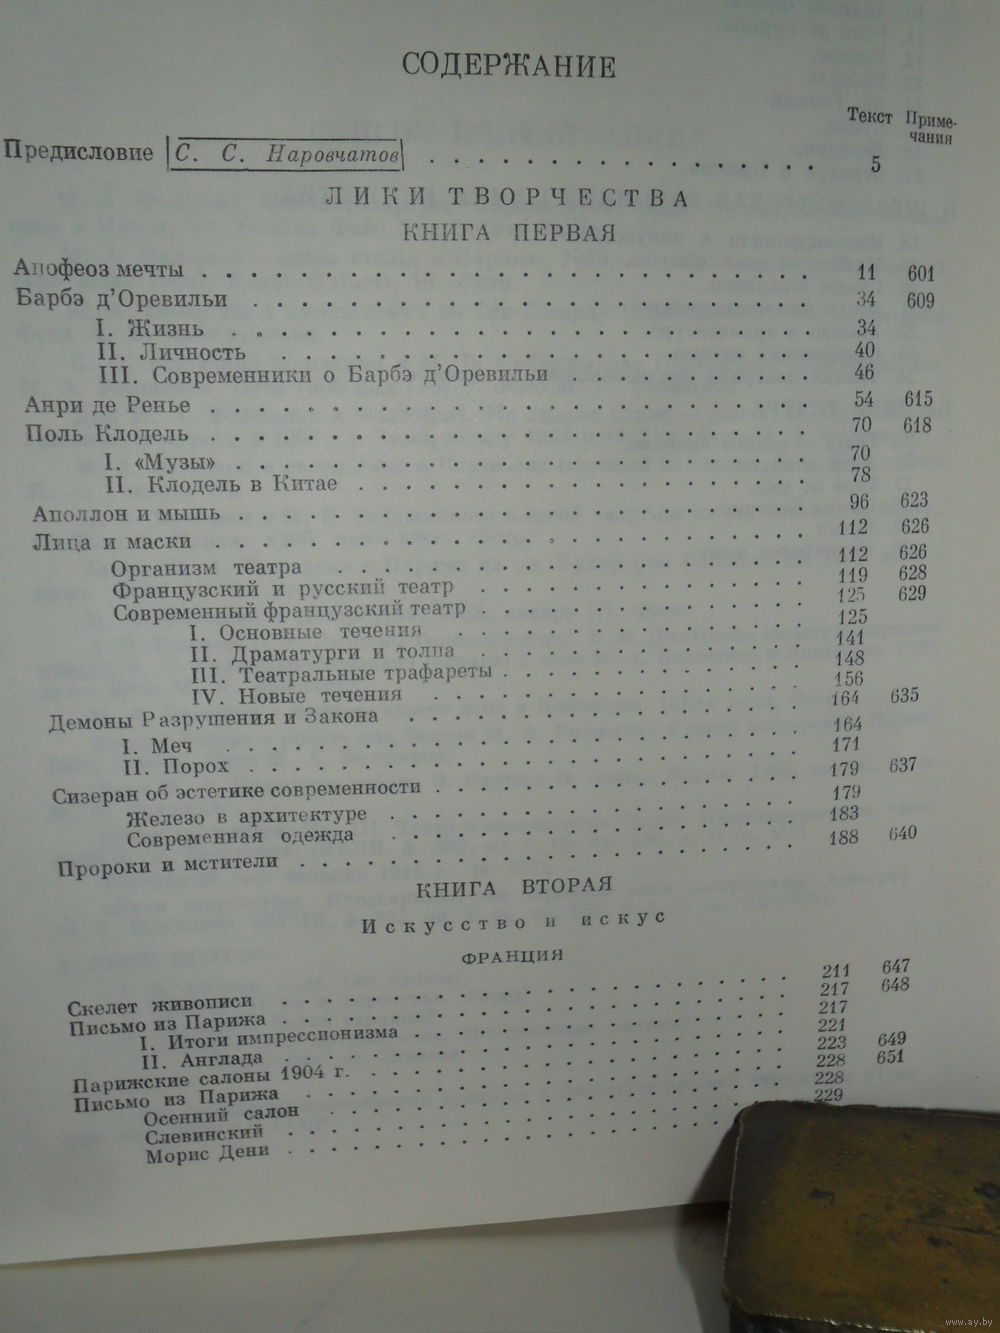 СОДЕРЖАНИЕ
Текст Приме-
чания
Предисловие С. С. Наровчатов . . . . . . . . . . . . . . . . 5
ЛИКИ ТВОРЧЕСТВА
КНИГА ПЕРВАЯ
Апофеоз мечты . . . . . . . . . . . . . . . . 11 601
Барбэ д'Оревильи . . . . . . . . . . . . . . . . 34 609
I. Жизнь . . . . . . . . . . . . . . . . 34
II. Личность . . . . . . . . . . . . . . . . 40
III. Современники о Барбэ д'Оревильи . . . . . . . . 46
Анри де Ренье . . . . . . . . . . . . . . . . 54 615
Поль Клодель . . . . . . . . . . . . . . . . 70 618
I. «Музы» . . . . . . . . . . . . . . . . 70
II. Клодель в Китае . . . . . . . . . . . . . . 78
Аполлон и мышь . . . . . . . . . . . . . . . . 96 623
Лица и маски . . . . . . . . . . . . . . . . 112 626
Организм театра . . . . . . . . . . . . . . 112 626
Французский и русский театр . . . . . . . . . . 119 628
Современный французский театр . . . . . . . . . . 125 629
I. Основные течения . . . . . . . . . . . 125
II. Драматурги и толпа . . . . . . . . . . 141
III. Театральные трафареты . . . . . . . . . 148
IV. Новые течения . . . . . . . . . . . . 156
Демоны Разрушения и Закона . . . . . . . . . . . . 164 635
I. Меч . . . . . . . . . . . . . . . . 164
II. Порох . . . . . . . . . . . . . . . . 171
Сизеран об эстетике современности . . . . . . . . . . . 179 637
Железо в архитектуре . . . . . . . . . . . . 179
Современная одежда . . . . . . . . . . . . 183
Пророки и мстители . . . . . . . . . . . . . . . 188 640
КНИГА ВТОРАЯ
Искусство и искус
ФРАНЦИЯ
Скелет живописи . . . . . . . . . . . . . . . . 211 647
Письмо из Парижа . . . . . . . . . . . . . . . . 217 648
I. Итоги импрессионизма . . . . . . . . . . . . 217
II. Англада . . . . . . . . . . . . . . . . 221
Парижские салоны 1904 г. . . . . . . . . . . . . . 223 649
Письмо из Парижа . . . . . . . . . . . . . . . . 228 651
Осенний салон . . . . . . . . . . . . . . 228
Слевинский . . . . . . . . . . . . . . 229
Морис Дени . . . . . . . . . . . . . .
www.ay.by